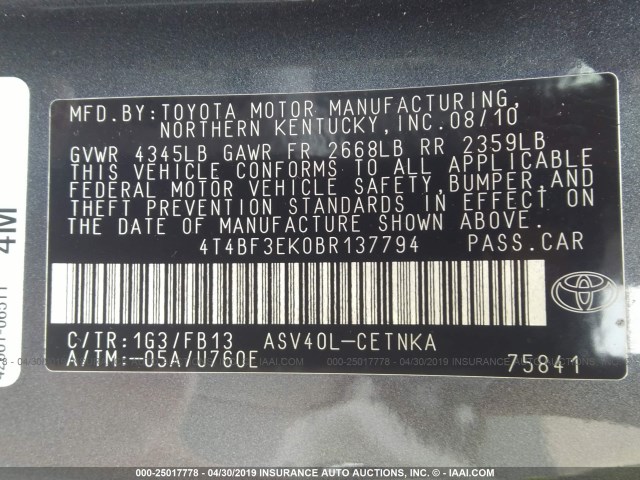 MFD.BY: TOYOTA MOTOR MANUFACTURING,
NORTHERN KENTUCKY, INC. 08/10
GVWR 4345LB GAWR FR 2668LB RR 2359LB
THIS VEHICLE CONFORMS TO ALL APPLICABLE
FEDERAL MOTOR VEHICLE SAFETY, BUMPER, AND
THEFT PREVENTION STANDARDS IN EFFECT ON
THE DATE OF MANUFACTURE SHOWN ABOVE.
4T4BF3EK0BR137794 PASS.CAR
C/TR: 1G3/FB13 ASV40L-CETNKA
A/TM: -05A/U760E 75841
4M
000-25017778 - 04/30/2019 INSURANCE AUTO AUCTIONS, INC. - IAAI.COM